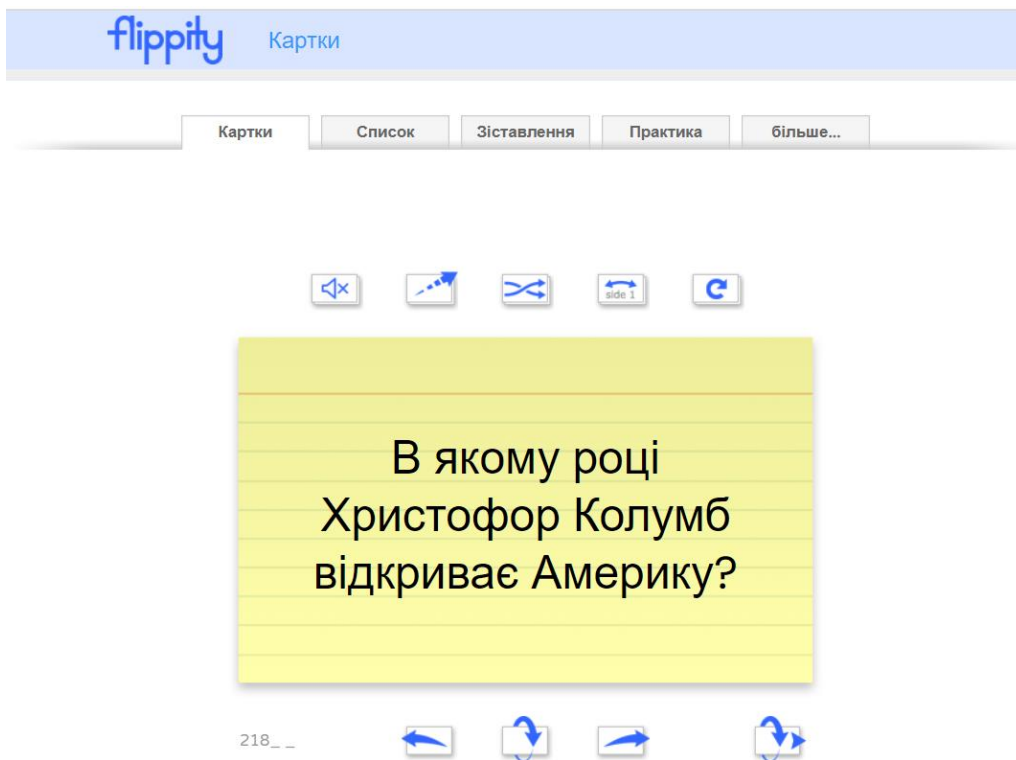 flippity Картки
Картки Список Зіставлення Практика більше...
side 1
В якому році
Христофор Колумб
відкриває Америку?
218_ _